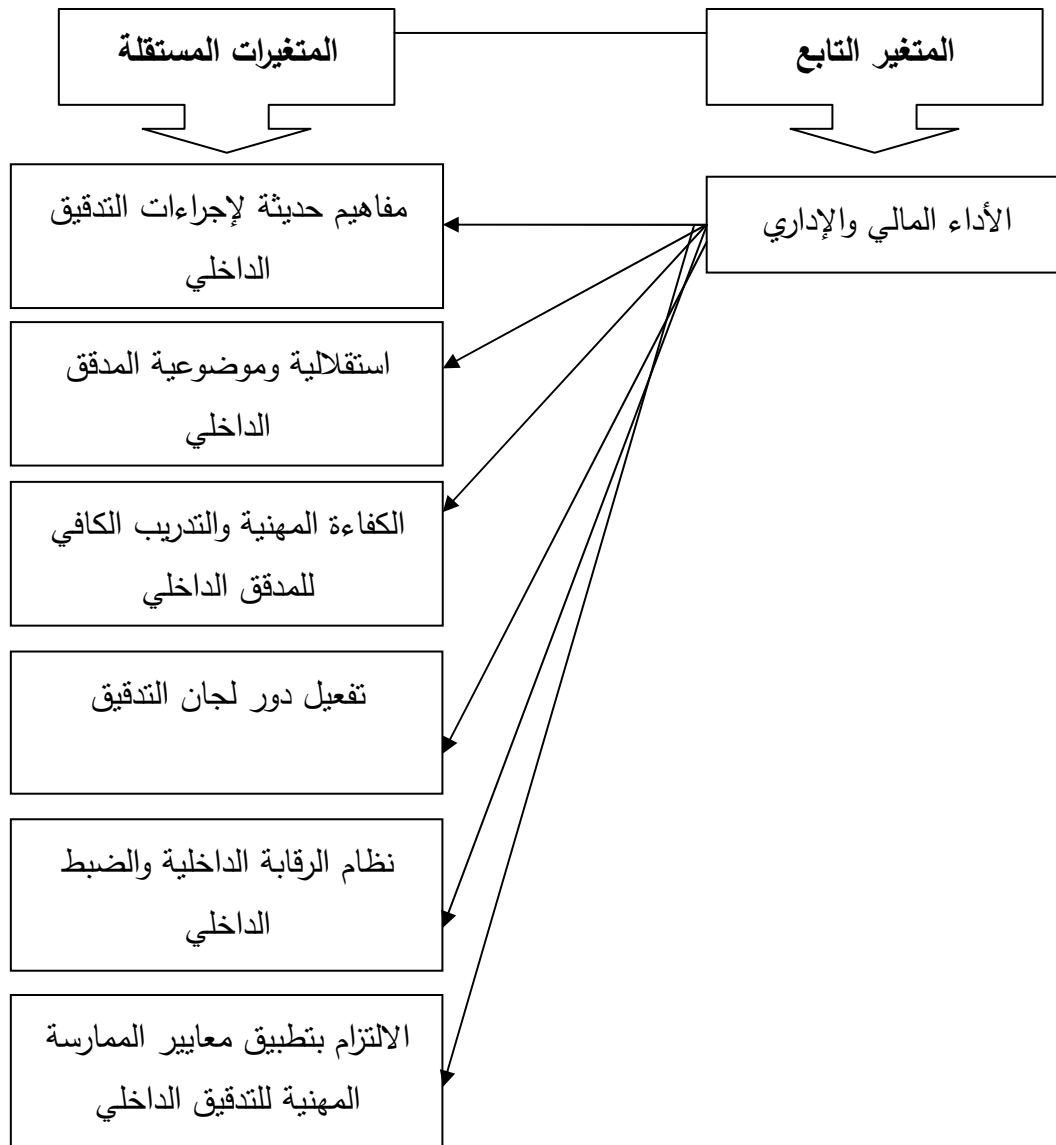 المتغير التابع
المتغيرات المستقلة
الأداء المالي والإداري
مفاهيم حديثة لإجراءات التدقيق
الداخلي
استقلالية وموضوعية المدقق
الداخلي
الكفاءة المهنية والتدريب الكافي
للمدقق الداخلي
تفعيل دور لجان التدقيق
نظام الرقابة الداخلية والضبط
الداخلي
الالتزام بتطبيق معايير الممارسة
المهنية للتدقيق الداخلي